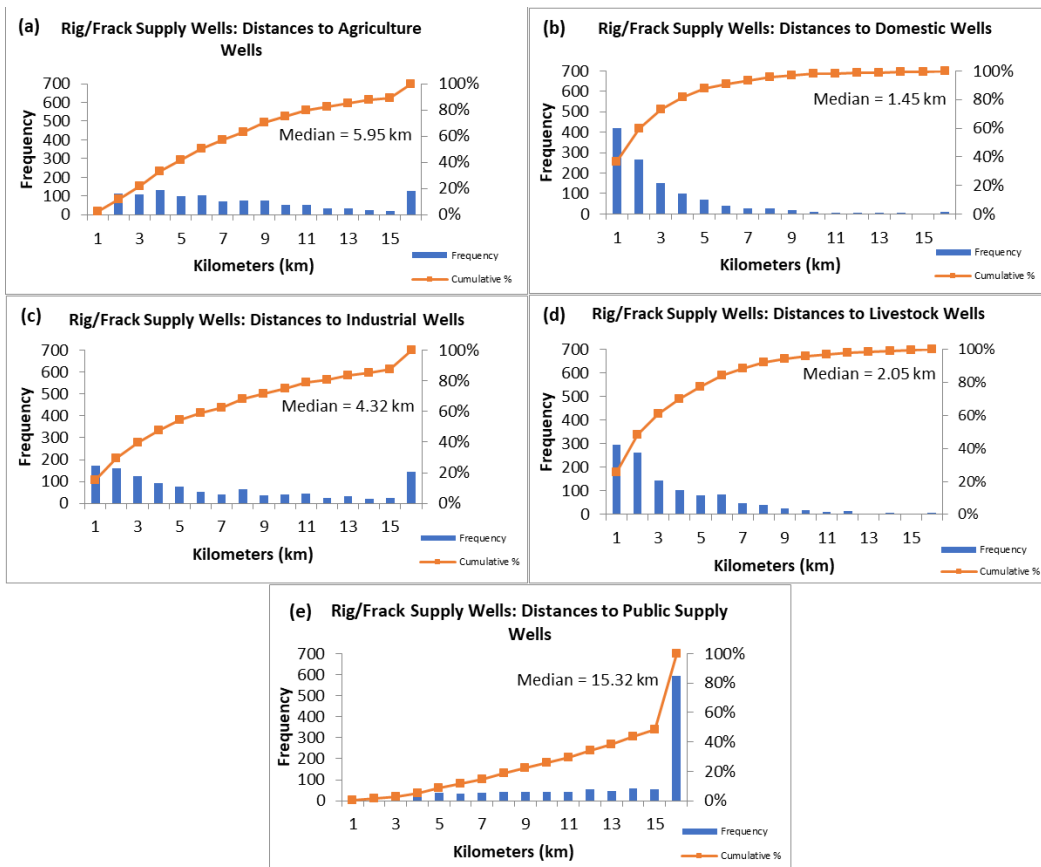 (a)
Rig/Frack Supply Wells: Distances to Agriculture
Wells
700
600
500
400
300
200
100
0
100%
80%
60%
40%
20%
0%
Median = 5.95 km
Frequency
1 3 5 7 9 11 13 15
Kilometers (km)
Frequency
Cumulative %
(b)
Rig/Frack Supply Wells: Distances to Domestic Wells
700
600
500
400
300
200
100
0
100%
80%
60%
40%
20%
0%
Median = 1.45 km
Frequency
1 3 5 7 9 11 13 15
Kilometers (km)
Frequency
Cumulative %
(c)
Rig/Frack Supply Wells: Distances to Industrial Wells
700
600
500
400
300
200
100
0
100%
80%
60%
40%
20%
0%
Median = 4.32 km
Frequency
1 3 5 7 9 11 13 15
Kilometers (km)
Frequency
Cumulative %
(d)
Rig/Frack Supply Wells: Distances to Livestock Wells
700
600
500
400
300
200
100
0
100%
80%
60%
40%
20%
0%
Median = 2.05 km
Frequency
1 3 5 7 9 11 13 15
Kilometers (km)
Frequency
Cumulative %
(e)
Rig/Frack Supply Wells: Distances to Public Supply
Wells
700
600
500
400
300
200
100
0
100%
80%
60%
40%
20%
0%
Median = 15.32 km
Frequency
1 3 5 7 9 11 13 15
Kilometers (km)
Frequency
Cumulative %